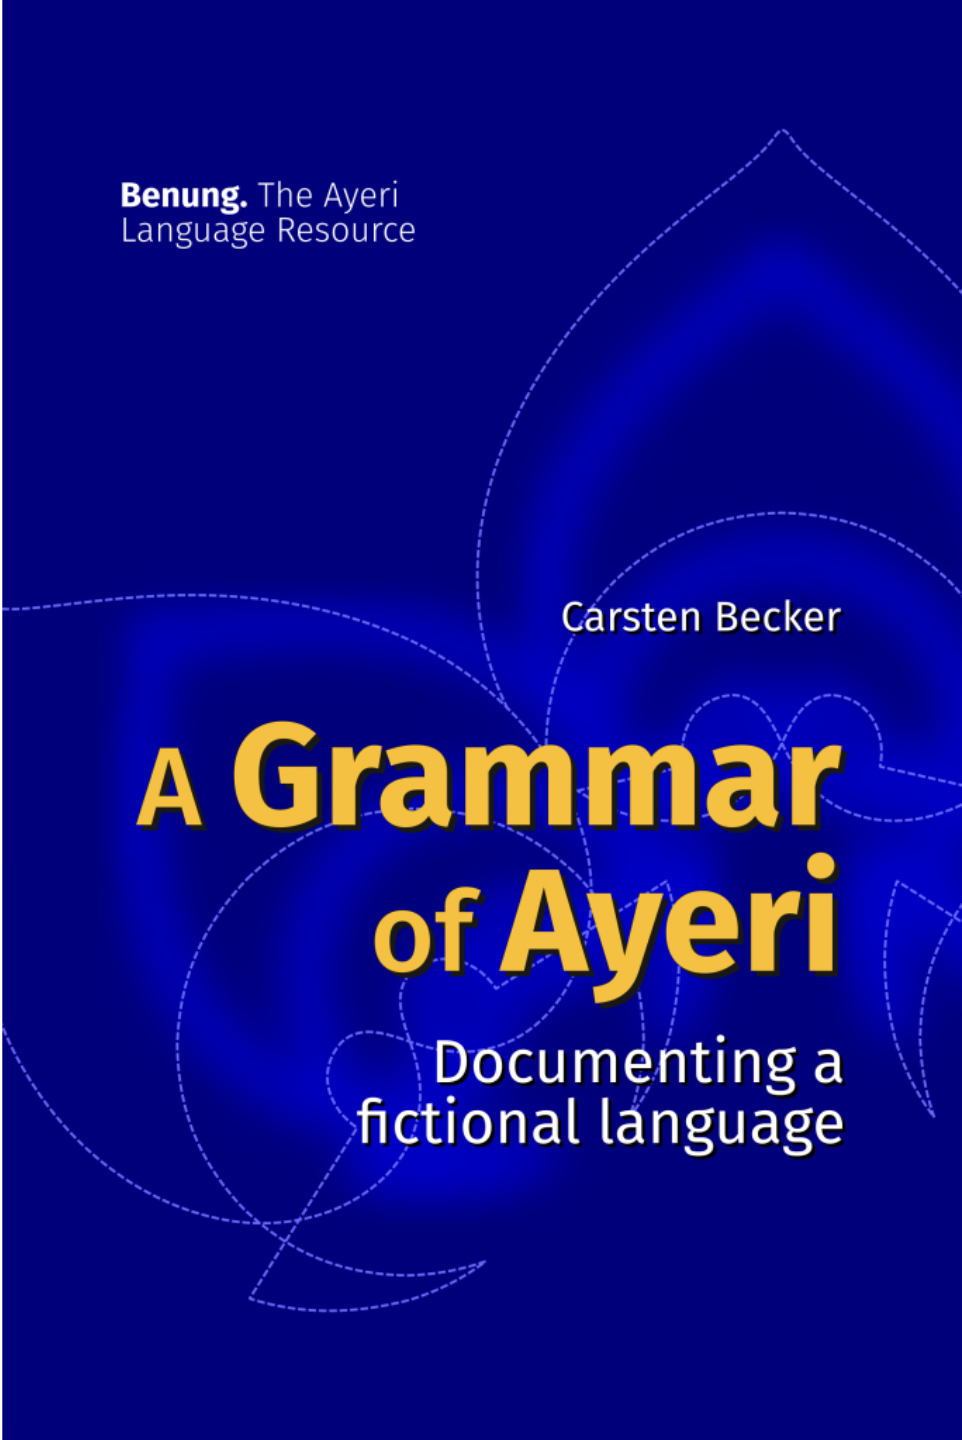 Benung. The Ayeri
Language Resource
Carsten Becker
A Grammar
of Ayeri
Documenting a
fictional language